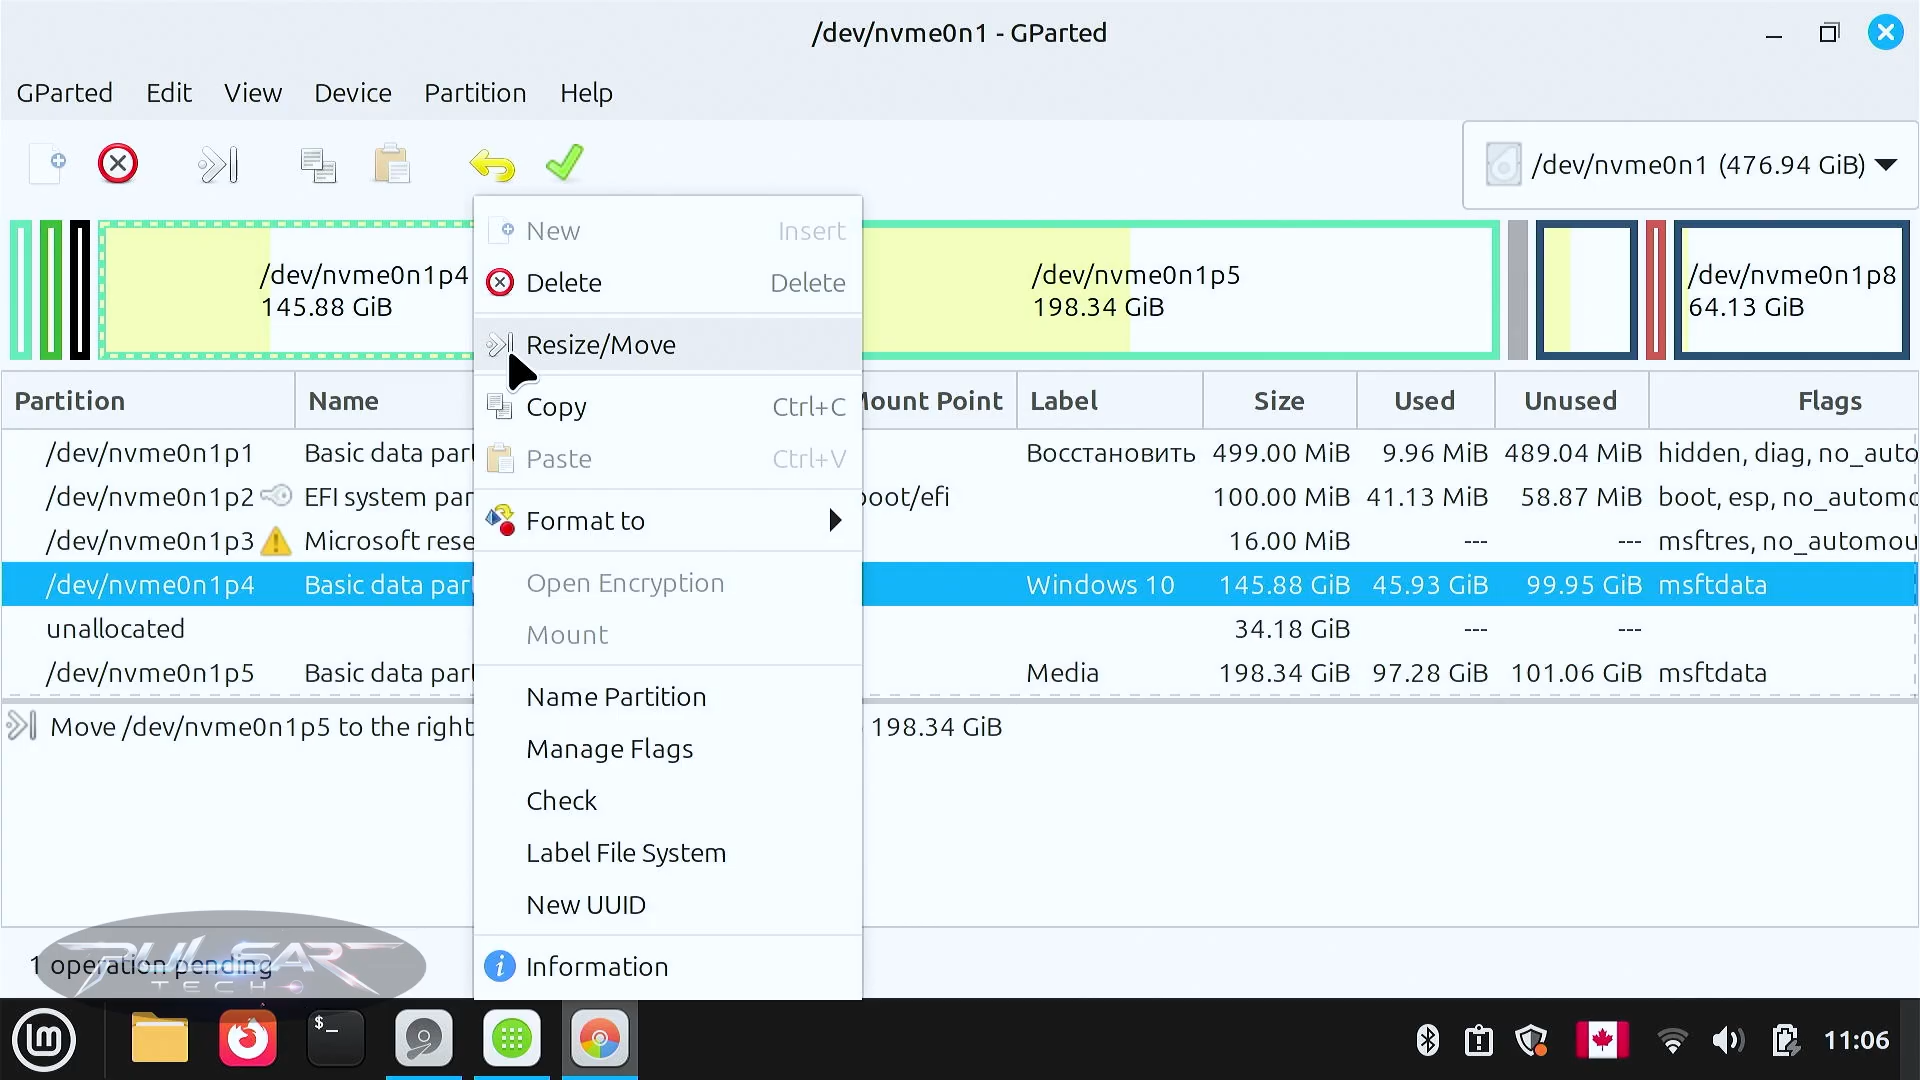 /dev/nvme0n1 - GParted
GParted Edit View Device Partition Help
/dev/nvme0n1 (476.94 GiB)
/dev/nvme0n1p4
145.88 GiB
/dev/nvme0n1p5
198.34 GiB
/dev/nvme0n1p8
64.13 GiB
New Insert
Delete Delete
Resize/Move
Copy Ctrl+C
Paste Ctrl+V
Format to
Open Encryption
Mount
Name Partition
Manage Flags
Check
Label File System
New UUID
Information
Partition Name Mount Point Label Size Used Unused Flags
/dev/nvme0n1p1 Basic data part Восстановить 499.00 MiB 9.96 MiB 489.04 MiB hidden, diag, no_auto
/dev/nvme0n1p2 EFI system par boot/efi 100.00 MiB 41.13 MiB 58.87 MiB boot, esp, no_automo
/dev/nvme0n1p3 Microsoft rese 16.00 MiB --- --- msftres, no_automou
/dev/nvme0n1p4 Basic data part Windows 10 145.88 GiB 45.93 GiB 99.95 GiB msftdata
unallocated 34.18 GiB --- ---
/dev/nvme0n1p5 Basic data part Media 198.34 GiB 97.28 GiB 101.06 GiB msftdata
Move /dev/nvme0n1p5 to the right 198.34 GiB
1 operation pending
PULSAR
TECH
lm
$_
11:06